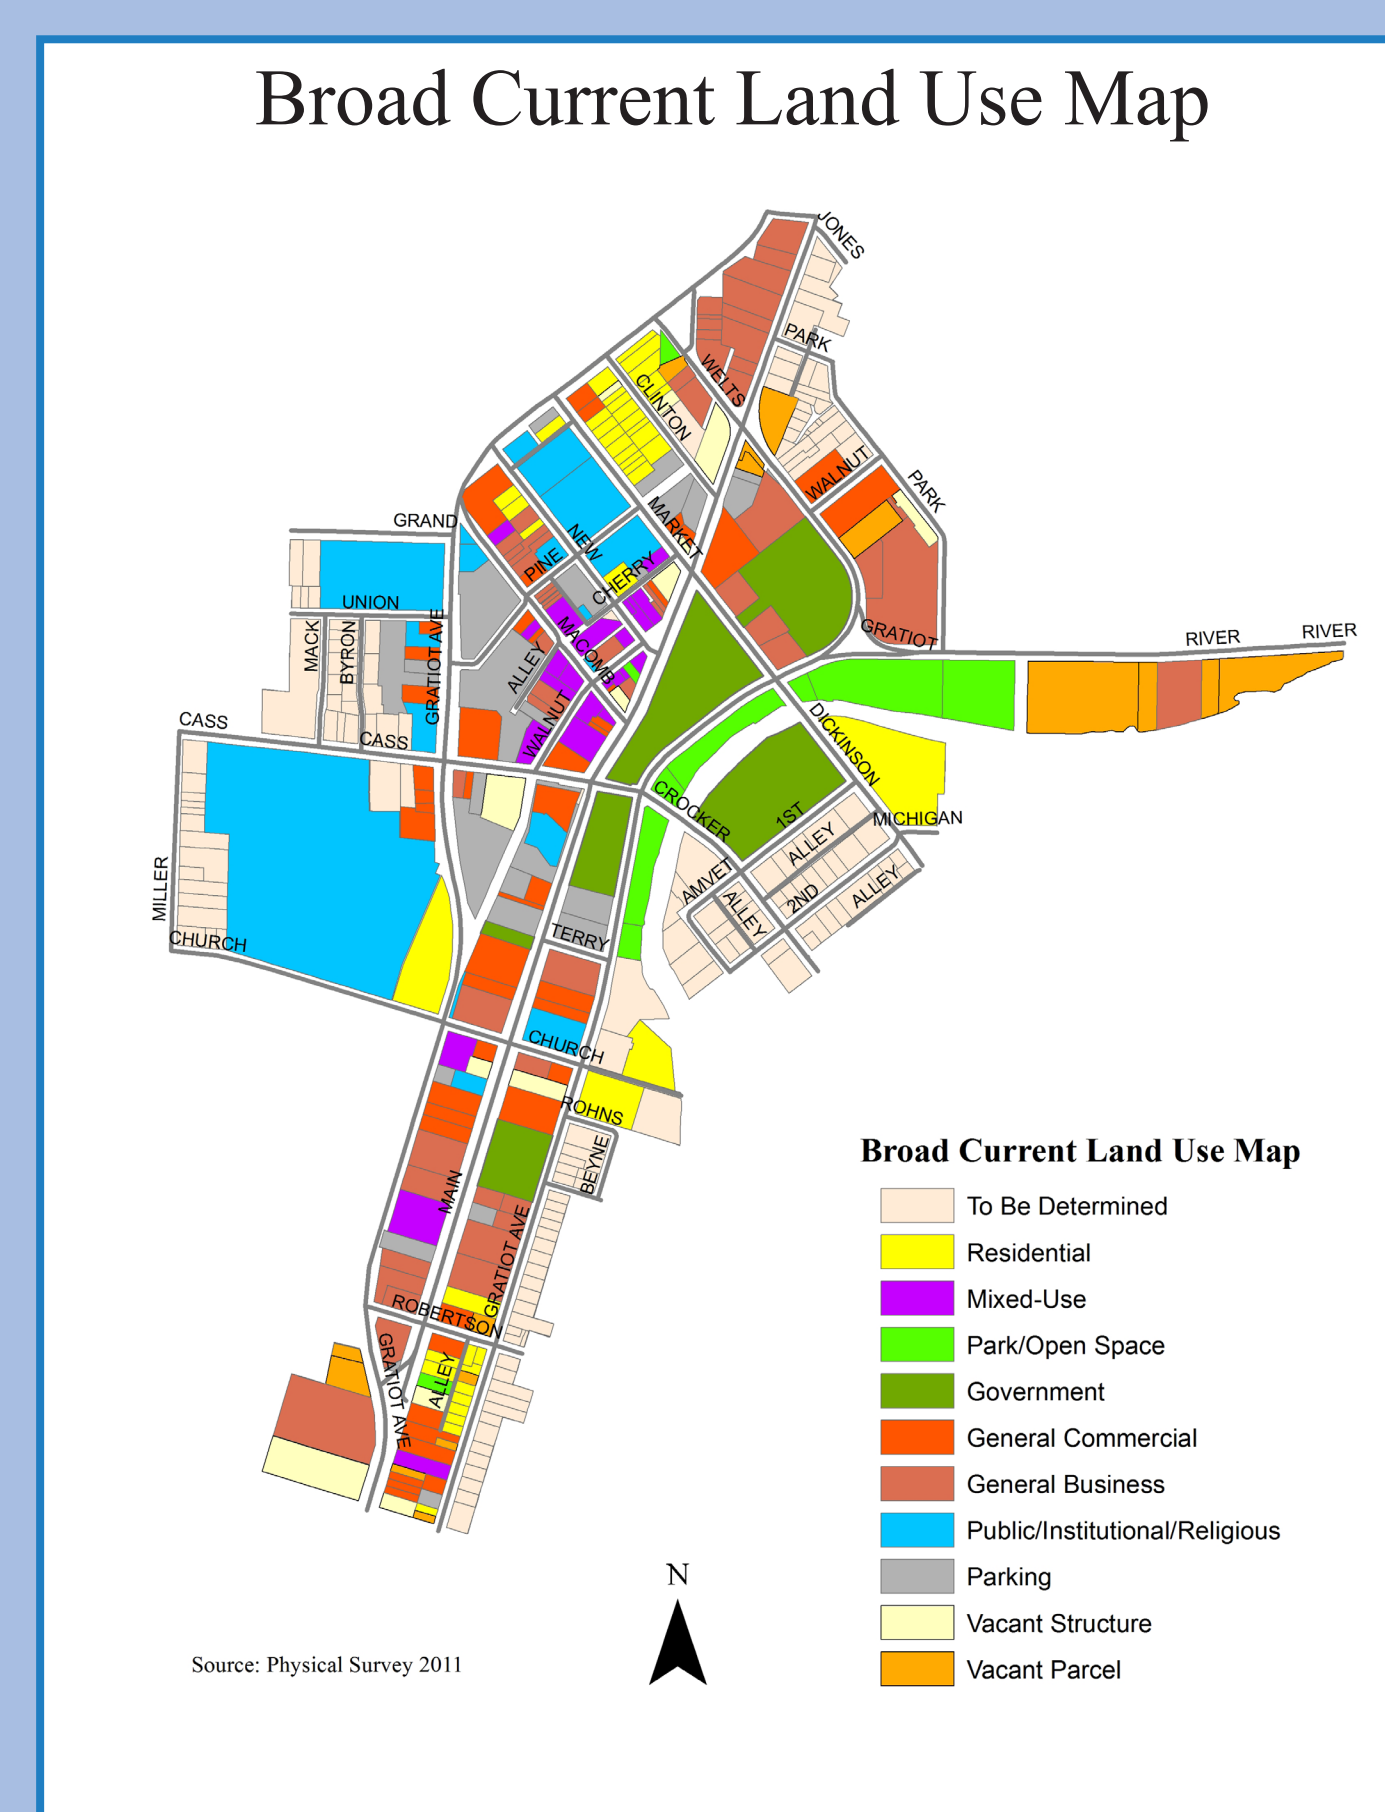 Broad Current Land Use Map
JONES
PARK
WELTS
CLINTON
WALNUT
PARK
MARKET
GRAND
NEW
PINE
CHERRY
UNION
MACOMB
GRATIOT
RIVER
RIVER
MACK
BYRON
GRATIOT AVE
ALLEY
WALNUT
CASS
CASS
DICKINSON
CROCKER
1ST
MICHIGAN
ALLEY
MILLER
AMVET
ALLEY
2ND
ALLEY
CHURCH
TERRY
CHURCH
ROHNS
BEYNE
MAIN
GRATIOT AVE
ROBERTSON
GRATIOT AVE
ALLEY
Broad Current Land Use Map
To Be Determined
Residential
Mixed-Use
Park/Open Space
Government
General Commercial
General Business
Public/Institutional/Religious
Parking
Vacant Structure
Vacant Parcel
N
Source: Physical Survey 2011